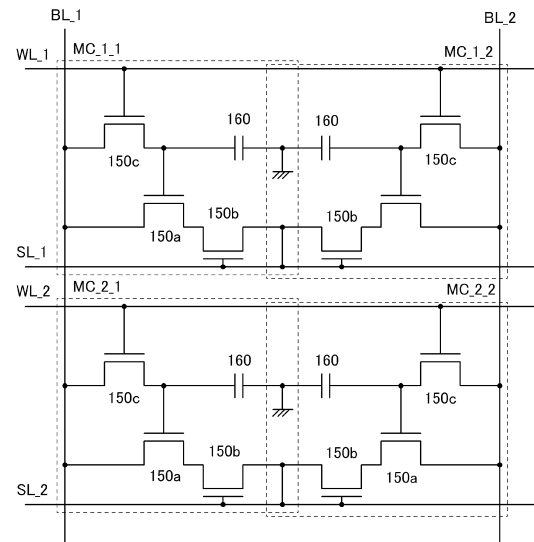 BL_1 BL_2
WL_1 MC_1_1 MC_1_2
160 160
150c 150c
150b 150b
150a
SL_1
WL_2 MC_2_1 MC_2_2
160 160
150c 150c
150b 150b
150a 150a
SL_2